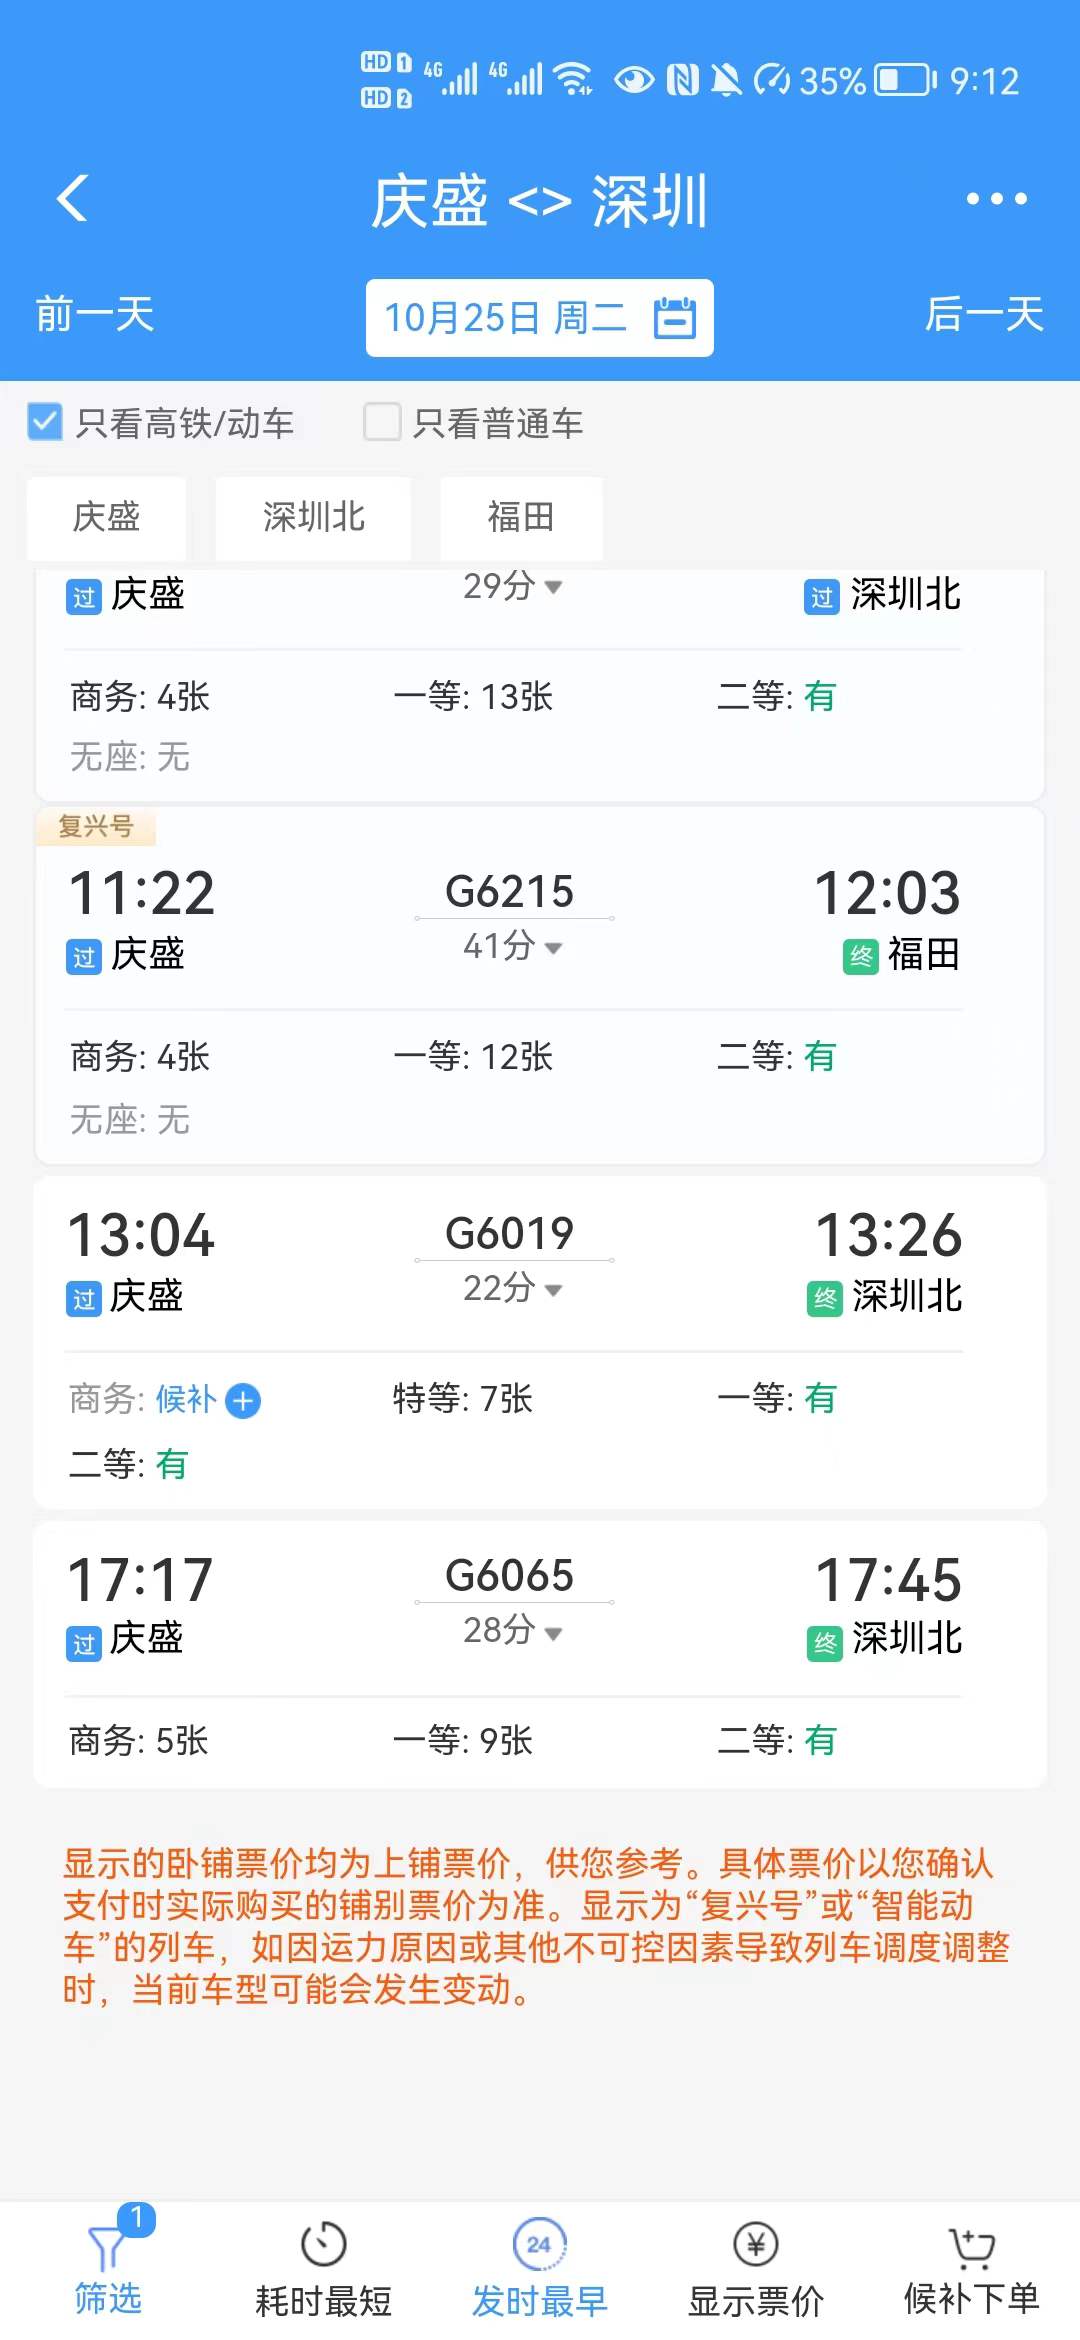 HD 1 4G 4G 35% 9:12
HD 2
庆盛 <> 深圳
前一天 10月25日 周二 后一天
只看高铁/动车 只看普通车
庆盛 深圳北 福田
过 庆盛 29分 过 深圳北
商务: 4张 一等: 13张 二等: 有
无座: 无
复兴号
11:22 G6215 12:03
过 庆盛 41分 终 福田
商务: 4张 一等: 12张 二等: 有
无座: 无
13:04 G6019 13:26
过 庆盛 22分 终 深圳北
商务: 候补 特等: 7张 一等: 有
二等: 有
17:17 G6065 17:45
过 庆盛 28分 终 深圳北
商务: 5张 一等: 9张 二等: 有
显示的卧铺票价均为上铺票价，供您参考。具体票价以您确认
支付时实际购买的铺别票价为准。显示为“复兴号”或“智能动
车”的列车，如因运力原因或其他不可控因素导致列车调度调整
时，当前车型可能会发生变动。
1 24 ¥
筛选 耗时最短 发时最早 显示票价 候补下单